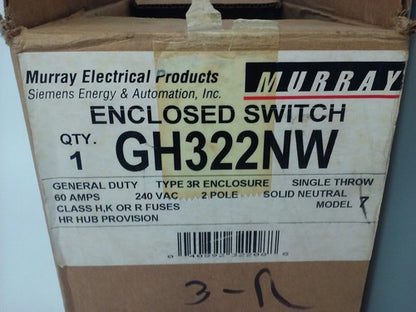 Murray Electrical Products
Siemens Energy & Automation, Inc.
MURRAY
ENCLOSED SWITCH
QTY.
1
GH322NW
GENERAL DUTY TYPE 3R ENCLOSURE SINGLE THROW
60 AMPS 240 VAC 2 POLE SOLID NEUTRAL
CLASS H,K OR R FUSES MODEL 7
HR HUB PROVISION
3-R